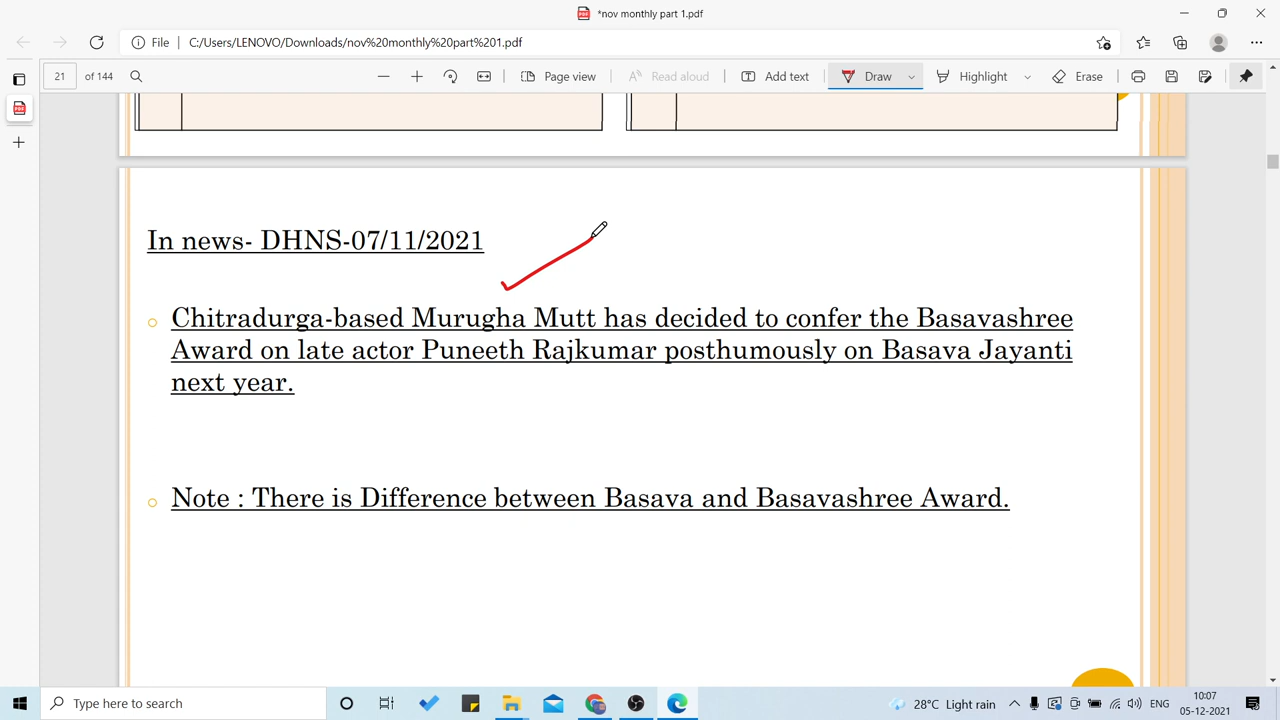 *nov monthly part 1.pdf
File C:/Users/LENOVO/Downloads/nov%20monthly%20part%201.pdf
21 of 144 Page view Read aloud Add text Draw Highlight Erase
In news- DHNS-07/11/2021
Chitradurga-based Murugha Mutt has decided to confer the Basavashree
Award on late actor Puneeth Rajkumar posthumously on Basava Jayanti
next year.
Note : There is Difference between Basava and Basavashree Award.
Type here to search 28°C Light rain ENG 10:07
05-12-2021